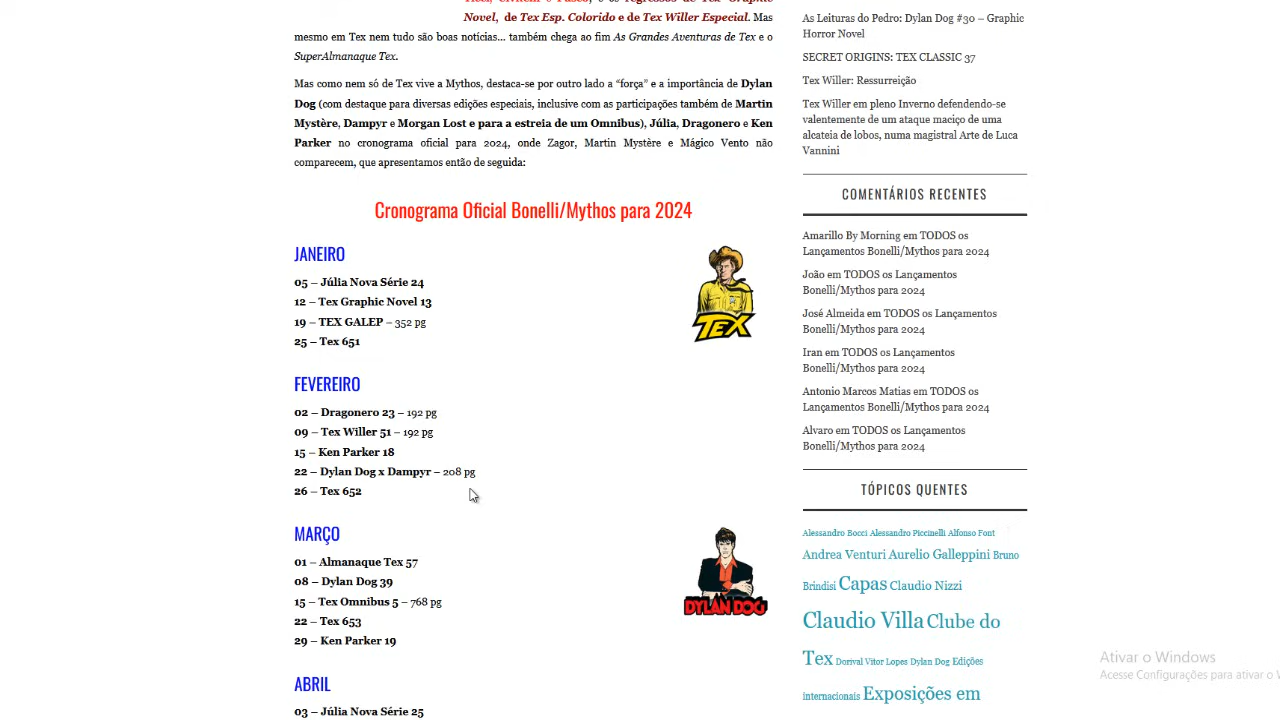 Novel, de Tex Esp. Colorido e de Tex Willer Especial. Mas
mesmo em Tex nem tudo são boas notícias... também chega ao fim As Grandes Aventuras de Tex e o
SuperAlmanaque Tex.
Mas como nem só de Tex vive a Mythos, destaca-se por outro lado a “força” e a importância de Dylan
Dog (com destaque para diversas edições especiais, inclusive com as participações também de Martin
Mystère, Dampyr e Morgan Lost e para a estreia de um Omnibus), Júlia, Dragonero e Ken
Parker no cronograma oficial para 2024, onde Zagor, Martin Mystère e Mágico Vento não
comparecem, que apresentamos então de seguida:
Cronograma Oficial Bonelli/Mythos para 2024
JANEIRO
05 – Júlia Nova Série 24
12 – Tex Graphic Novel 13
19 – TEX GALEP – 352 pg
25 – Tex 651
TEX
FEVEREIRO
02 – Dragonero 23 – 192 pg
09 – Tex Willer 51 – 192 pg
15 – Ken Parker 18
22 – Dylan Dog x Dampyr – 208 pg
26 – Tex 652
MARÇO
01 – Almanaque Tex 57
08 – Dylan Dog 39
15 – Tex Omnibus 5 – 768 pg
22 – Tex 653
29 – Ken Parker 19
DYLAN DOG
ABRIL
03 – Júlia Nova Série 25
As Leituras do Pedro: Dylan Dog #30 – Graphic
Horror Novel
SECRET ORIGINS: TEX CLASSIC 37
Tex Willer: Ressurreição
Tex Willer em pleno Inverno defendendo-se
valentemente de um ataque maciço de uma
alcateia de lobos, numa magistral Arte de Luca
Vannini
COMENTÁRIOS RECENTES
Amarillo By Morning em TODOS os
Lançamentos Bonelli/Mythos para 2024
João em TODOS os Lançamentos
Bonelli/Mythos para 2024
José Almeida em TODOS os Lançamentos
Bonelli/Mythos para 2024
Iran em TODOS os Lançamentos
Bonelli/Mythos para 2024
Antonio Marcos Matias em TODOS os
Lançamentos Bonelli/Mythos para 2024
Alvaro em TODOS os Lançamentos
Bonelli/Mythos para 2024
TÓPICOS QUENTES
Alessandro Bocci Alessandro Piccinelli Alfonso Font
Andrea Venturi Aurelio Galleppini Bruno
Brindisi Capas Claudio Nizzi
Claudio Villa Clube do
Tex Dorival Vitor Lopes Dylan Dog Edições
internacionais Exposições em
Ativar o Windows
Acesse Configurações para ativar o W